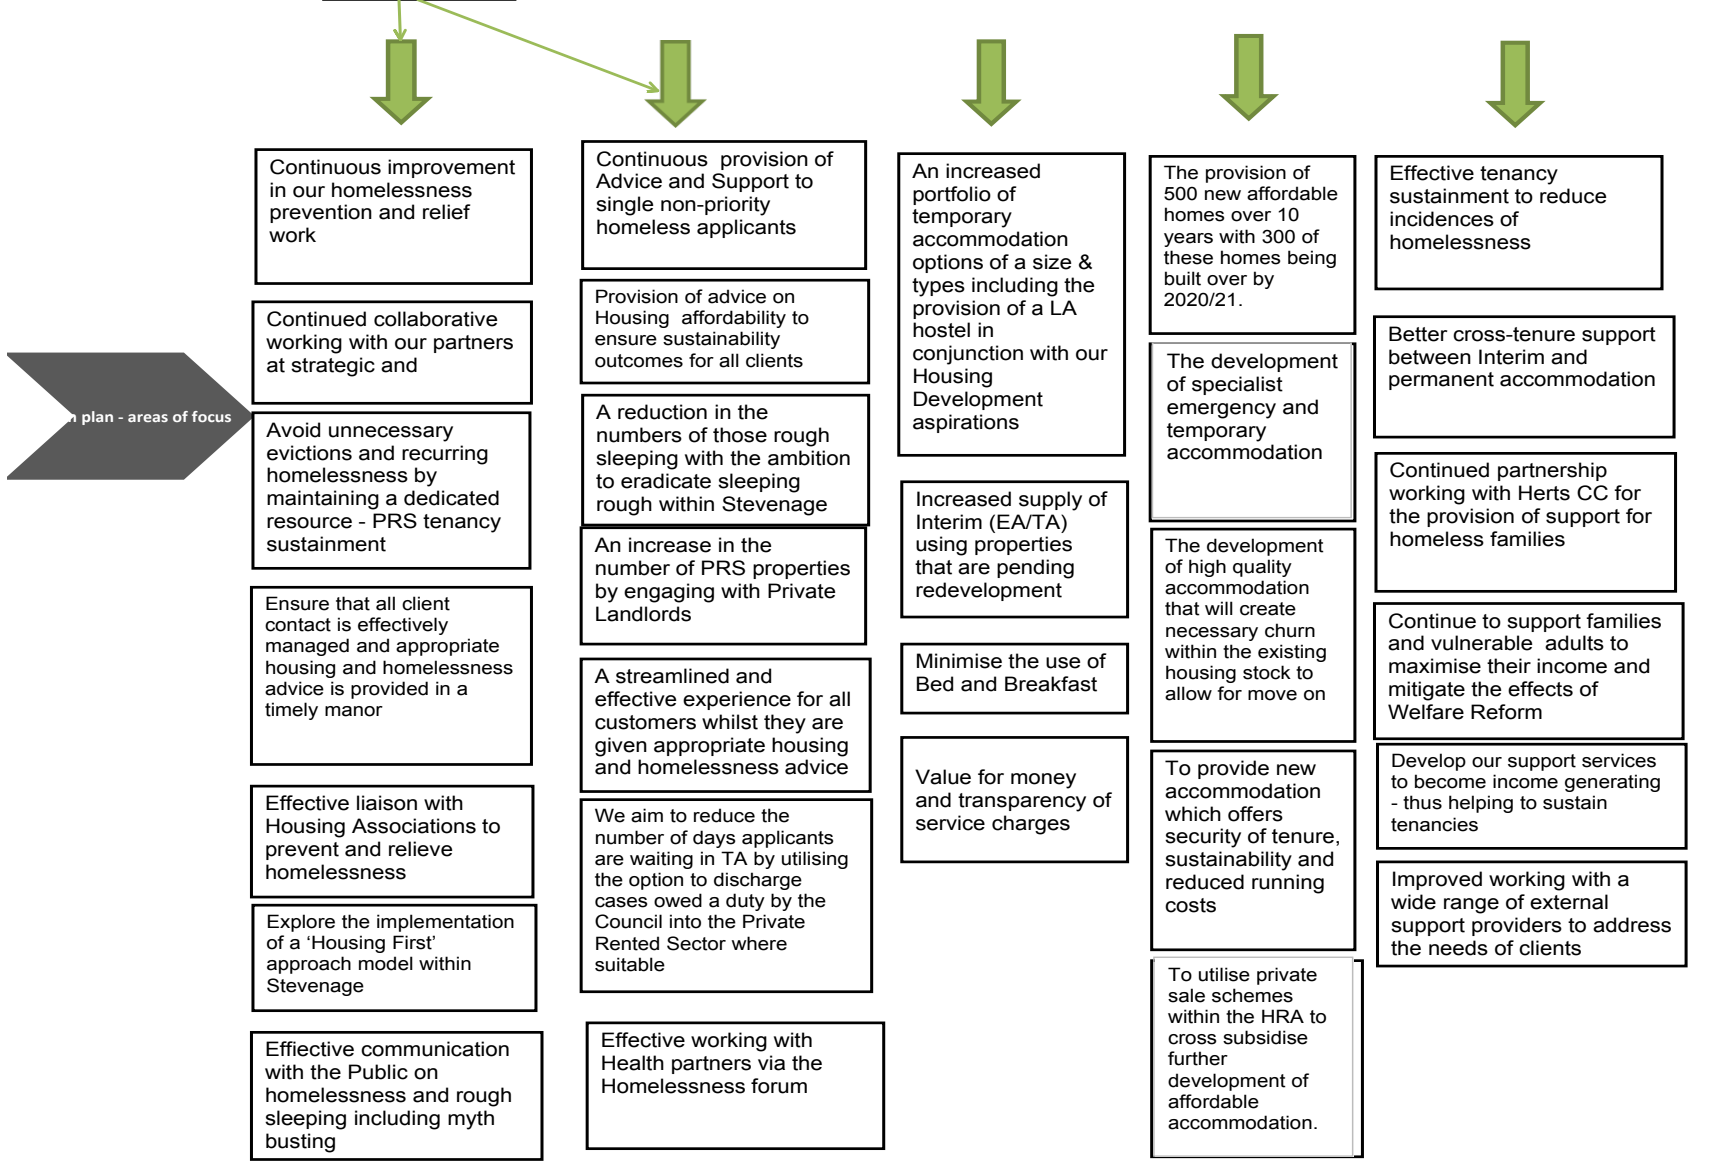 plan - areas of focus
Continuous improvement
in our homelessness
prevention and relief
work
Continued collaborative
working with our partners
at strategic and
Avoid unnecessary
evictions and recurring
homelessness by
maintaining a dedicated
resource - PRS tenancy
sustainment
Ensure that all client
contact is effectively
managed and appropriate
housing and homelessness
advice is provided in a
timely manor
Effective liaison with
Housing Associations to
prevent and relieve
homelessness
Explore the implementation
of a ‘Housing First’
approach model within
Stevenage
Effiective communication
with the Public on
homelessness and rough
sleeping including myth
busting
Continuous provision of
Advice and Support to
single non-priority
homeless applicants
Provision of advice on
Housing affordability to
ensure sustainability
outcomes for all clients
A reduction in the
numbers of those rough
sleeping with the ambition
to eradicate sleeping
rough within Stevenage
An increase in the
number of PRS properties
by engaging with Private
Landlords
A streamlined and
effective experience for all
customers whilst they are
given appropriate housing
and homelessness advice
We aim to reduce the
number of days applicants
are waiting in TA by utilising
the option to discharge
cases owed a duty by the
Council into the Private
Rented Sector where
suitable
Effective working with
Health partners via the
Homelessness forum
An increased
portfolio of
temporary
accommodation
options of a size &
types including the
provision of a LA
hostel in
conjunction with our
Housing
Development
aspirations
Increased supply of
Interim (EA/TA)
using properties
that are pending
redevelopment
Minimise the use of
Bed and Breakfast
Value for money
and transparency of
service charges
The provision of
500 new affordable
homes over 10
years with 300 of
these homes being
built over by
2020/21.
The development
of specialist
emergency and
temporary
accommodation
The development
of high quality
accommodation
that will create
necessary churn
within the existing
housing stock to
allow for move on
To provide new
accommodation
which offers
security of tenure,
sustainability and
reduced running
costs
To utilise private
sale schemes
within the HRA to
cross subsidise
further
development of
affordable
accommodation.
Effective tenancy
sustainment to reduce
incidences of
homelessness
Better cross-tenure support
between Interim and
permanent accommodation
Continued partnership
working with Herts CC for
the provision of support for
homeless families
Continue to support families
and vulnerable adults to
maximise their income and
mitigate the effects of
Welfare Reform
Develop our support services
to become income generating
- thus helping to sustain
tenancies
Improved working with a
wide range of external
support providers to address
the needs of clients